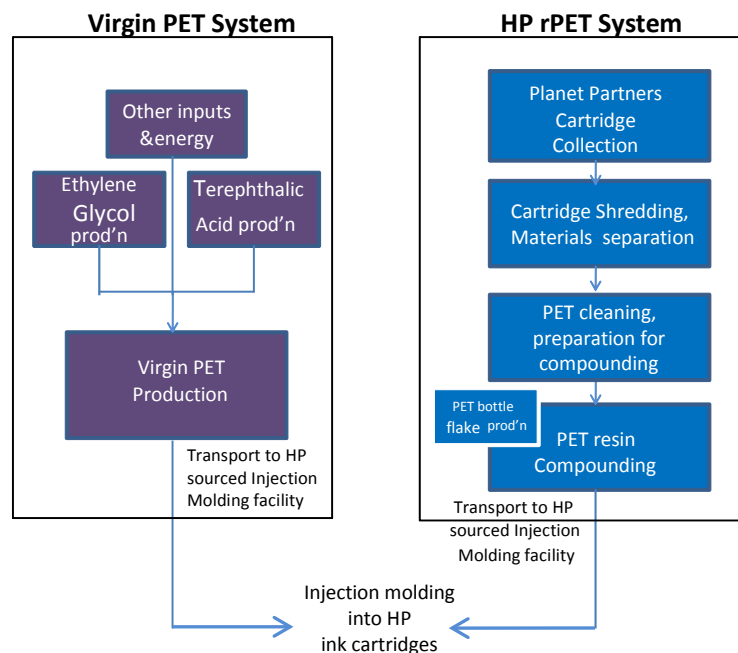 Virgin PET System
Other inputs
&energy
Ethylene
Glycol
prod'n
Terephthalic
Acid prod'n
Virgin PET
Production
Transport to HP
sourced Injection
Molding facility
HP rPET System
Planet Partners
Cartridge
Collection
Cartridge Shredding,
Materials separation
PET cleaning,
preparation for
compounding
PET bottle
flake prod'n
PET resin
Compounding
Transport to HP
sourced Injection
Molding facility
Injection molding
into HP
ink cartridges